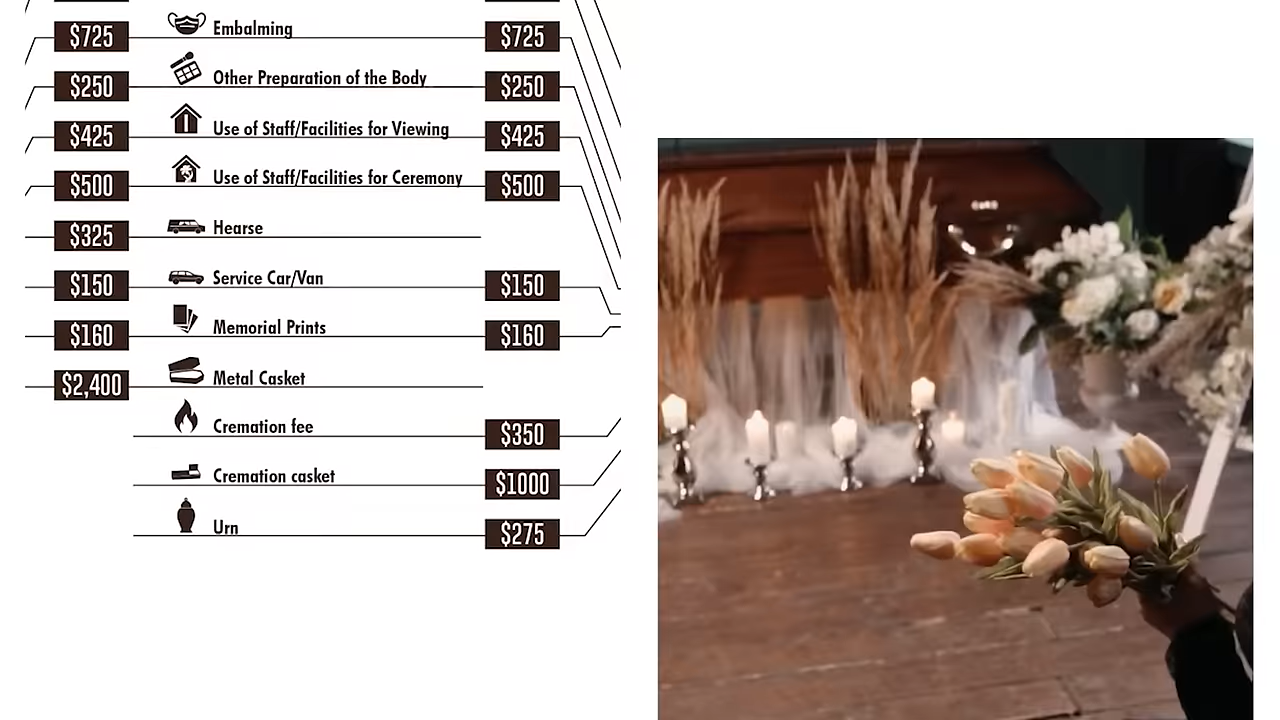 $725 Embalming $725
$250 Other Preparation of the Body $250
$425 Use of Staff/Facilities for Viewing $425
$500 Use of Staff/Facilities for Ceremony $500
$325 Hearse
$150 Service Car/Van $150
$160 Memorial Prints $160
$2,400 Metal Casket
Cremation fee $350
Cremation casket $1000
Urn $275